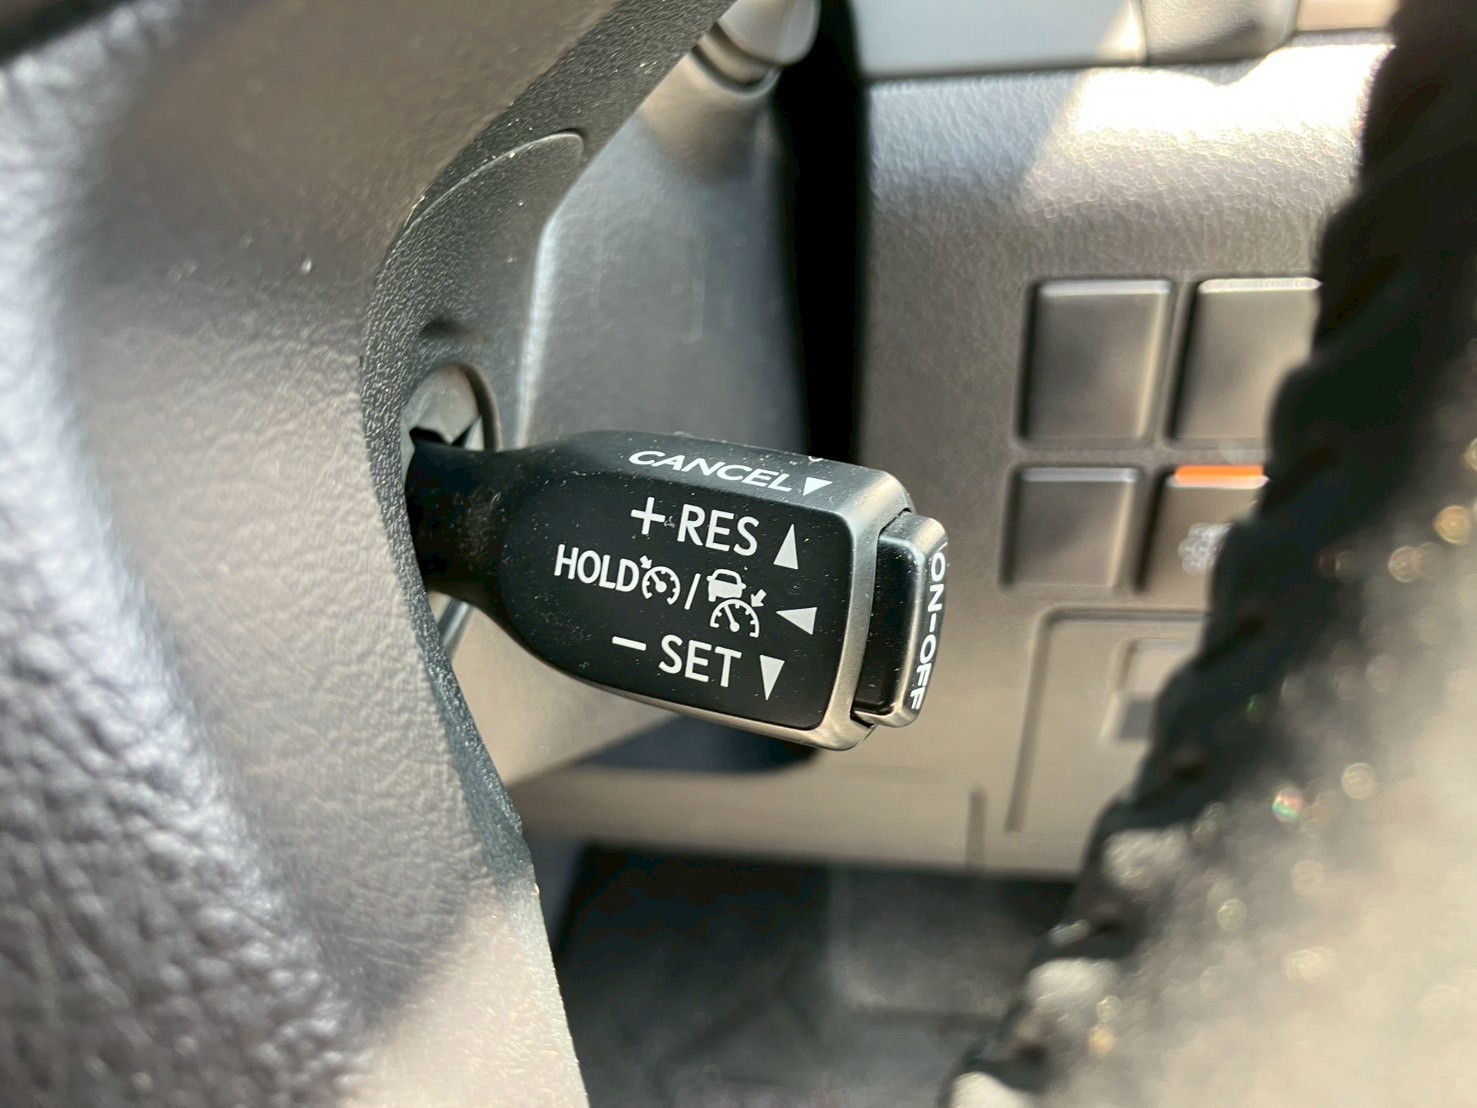 CANCEL▼
+RES ▲
HOLD / ◀
− SET ▼
ON-OFF